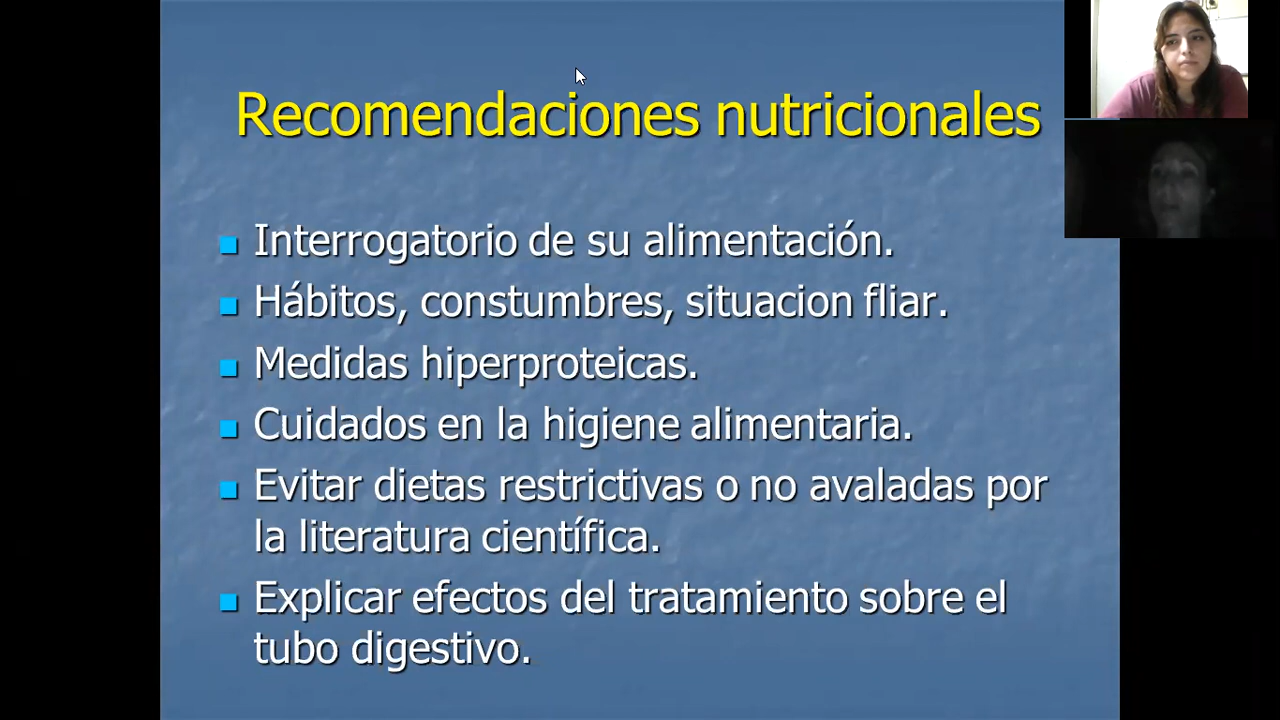 Recomendaciones nutricionales
Interrogatorio de su alimentación.
Hábitos, constumbres, situacion fliar.
Medidas hiperproteicas.
Cuidados en la higiene alimentaria.
Evitar dietas restrictivas o no avaladas por
la literatura científica.
Explicar efectos del tratamiento sobre el
tubo digestivo.